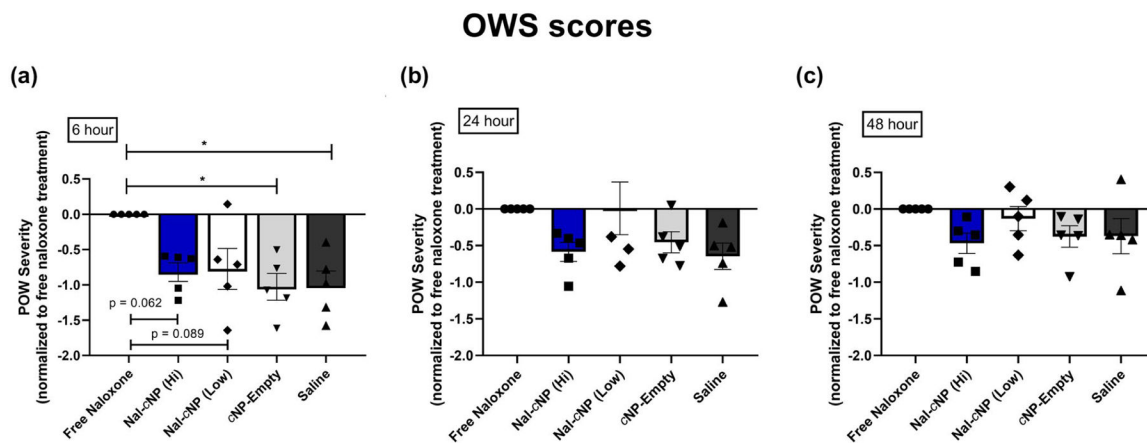 OWS scores
(a)
6 hour
*
*
POW Severity
(normalized to free naloxone treatment)
0.5
0.0
-0.5
-1.0
-1.5
-2.0
p = 0.062
p = 0.089
Free Naloxone
Nal-cNP (Hi)
Nal-cNP (Low)
cNP-Empty
Saline
(b)
24 hour
POW Severity
(normalized to free naloxone treatment)
0.5
0.0
-0.5
-1.0
-1.5
-2.0
Free Naloxone
Nal-cNP (Hi)
Nal-cNP (Low)
cNP-Empty
Saline
(c)
48 hour
POW Severity
(normalized to free naloxone treatment)
0.5
0.0
-0.5
-1.0
-1.5
-2.0
Free Naloxone
Nal-cNP (Hi)
Nal-cNP (Low)
cNP-Empty
Saline